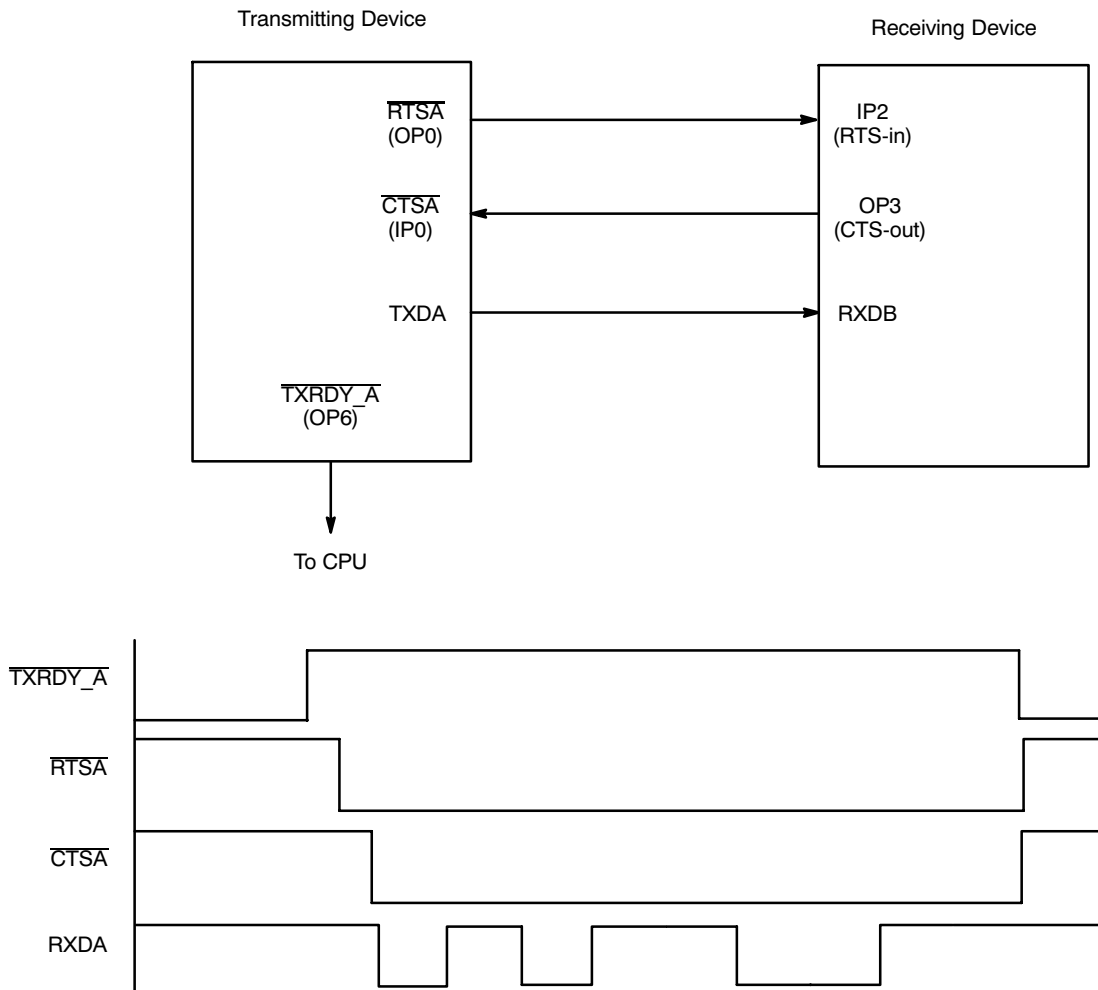 Transmitting Device
Receiving Device
RTSA
(OP0)
IP2
(RTS-in)
CTSA
(IP0)
OP3
(CTS-out)
TXDA
RXDB
TXRDY_A
(OP6)
To CPU
TXRDY_A
RTSA
CTSA
RXDA